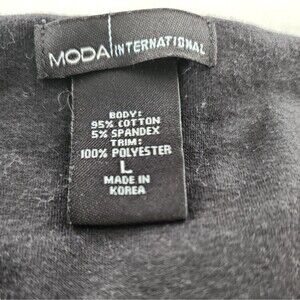 MODA INTERNATIONAL
BODY:
95% COTTON
5% SPANDEX
TRIM:
100% POLYESTER
L
MADE IN
KOREA